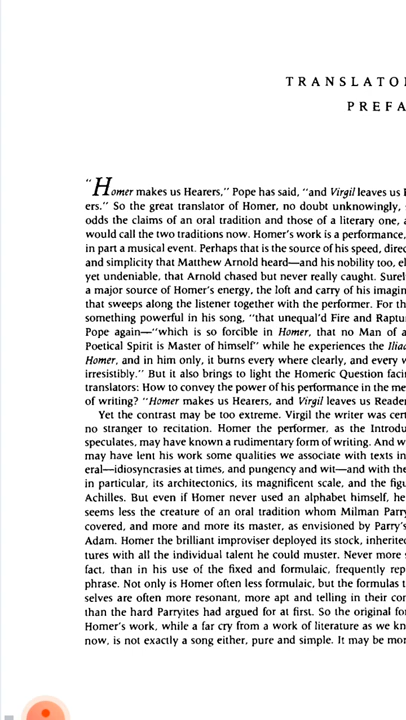 TRANSLATO
PREFA
"Homer makes us Hearers," Pope has said, "and Virgil leaves us
ers." So the great translator of Homer, no doubt unknowingly,
odds the claims of an oral tradition and those of a literary one,
would call the two traditions now. Homer's work is a performance,
in part a musical event. Perhaps that is the source of his speed, direc
and simplicity that Matthew Arnold heard—and his nobility too, el
yet undeniable, that Arnold chased but never really caught. Surel
a major source of Homer's energy, the loft and carry of his imagin
that sweeps along the listener together with the performer. For th
something powerful in his song, "that unequal'd Fire and Raptu
Pope again—"which is so forcible in Homer, that no Man of a
Poetical Spirit is Master of himself" while he experiences the Iliad
Homer, and in him only, it burns every where clearly, and every w
irresistibly." But it also brings to light the Homeric Question faci
translators: How to convey the power of his performance in the me
of writing? "Homer makes us Hearers, and Virgil leaves us Reade
Yet the contrast may be too extreme. Virgil the writer was cert
no stranger to recitation. Homer the performer, as the Introdu
speculates, may have known a rudimentary form of writing. And w
may have lent his work some qualities we associate with texts in
eral—idiosyncrasies at times, and pungency and wit—and with the
in particular, its architectonics, its magnificent scale, and the figu
Achilles. But even if Homer never used an alphabet himself, he
seems less the creature of an oral tradition whom Milman Parry
covered, and more and more its master, as envisioned by Parry's
Adam. Homer the brilliant improviser deployed its stock, inherited
tures with all the individual talent he could muster. Never more
fact, than in his use of the fixed and formulaic, frequently rep
phrase. Not only is Homer often less formulaic, but the formulas t
selves are often more resonant, more apt and telling in their con
than the hard Parryites had argued for at first. So the original fo
Homer's work, while a far cry from a work of literature as we kn
now, is not exactly a song either, pure and simple. It may be mor